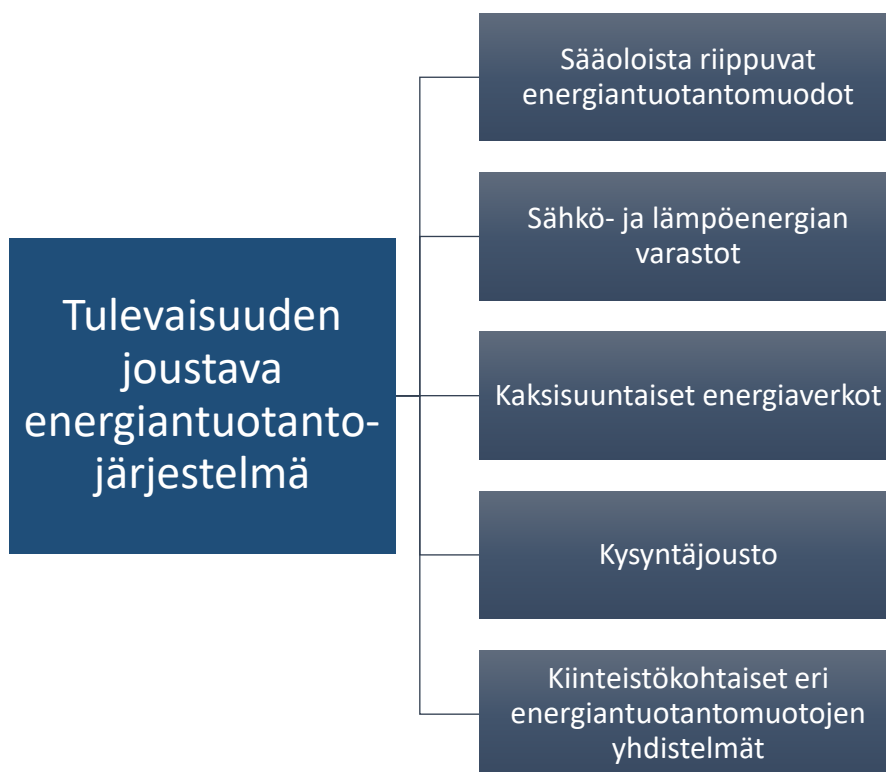 Sääoloista riippuvat
energiantuotantomuodot
Sähkö- ja lämpöenergian
varastot
Tulevaisuuden
joustava
energiantuotanto-
järjestelmä
Kaksisuuntaiset energiaverkot
Kysyntäjousto
Kiinteistökohtaiset eri
energiantuotantomuotojen
yhdistelmät